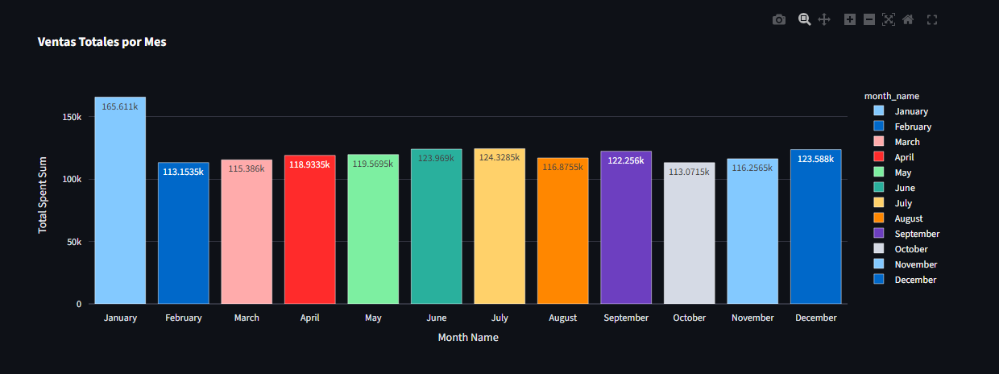 Ventas Totales por Mes
Total Spent Sum
150k
100k
50k
0
165.611k
113.1535k
115.386k
118.9335k
119.5695k
123.969k
124.3285k
116.8755k
122.256k
113.0715k
116.2565k
123.588k
January
February
March
April
May
June
July
August
September
October
November
December
Month Name
month_name
January
February
March
April
May
June
July
August
September
October
November
December